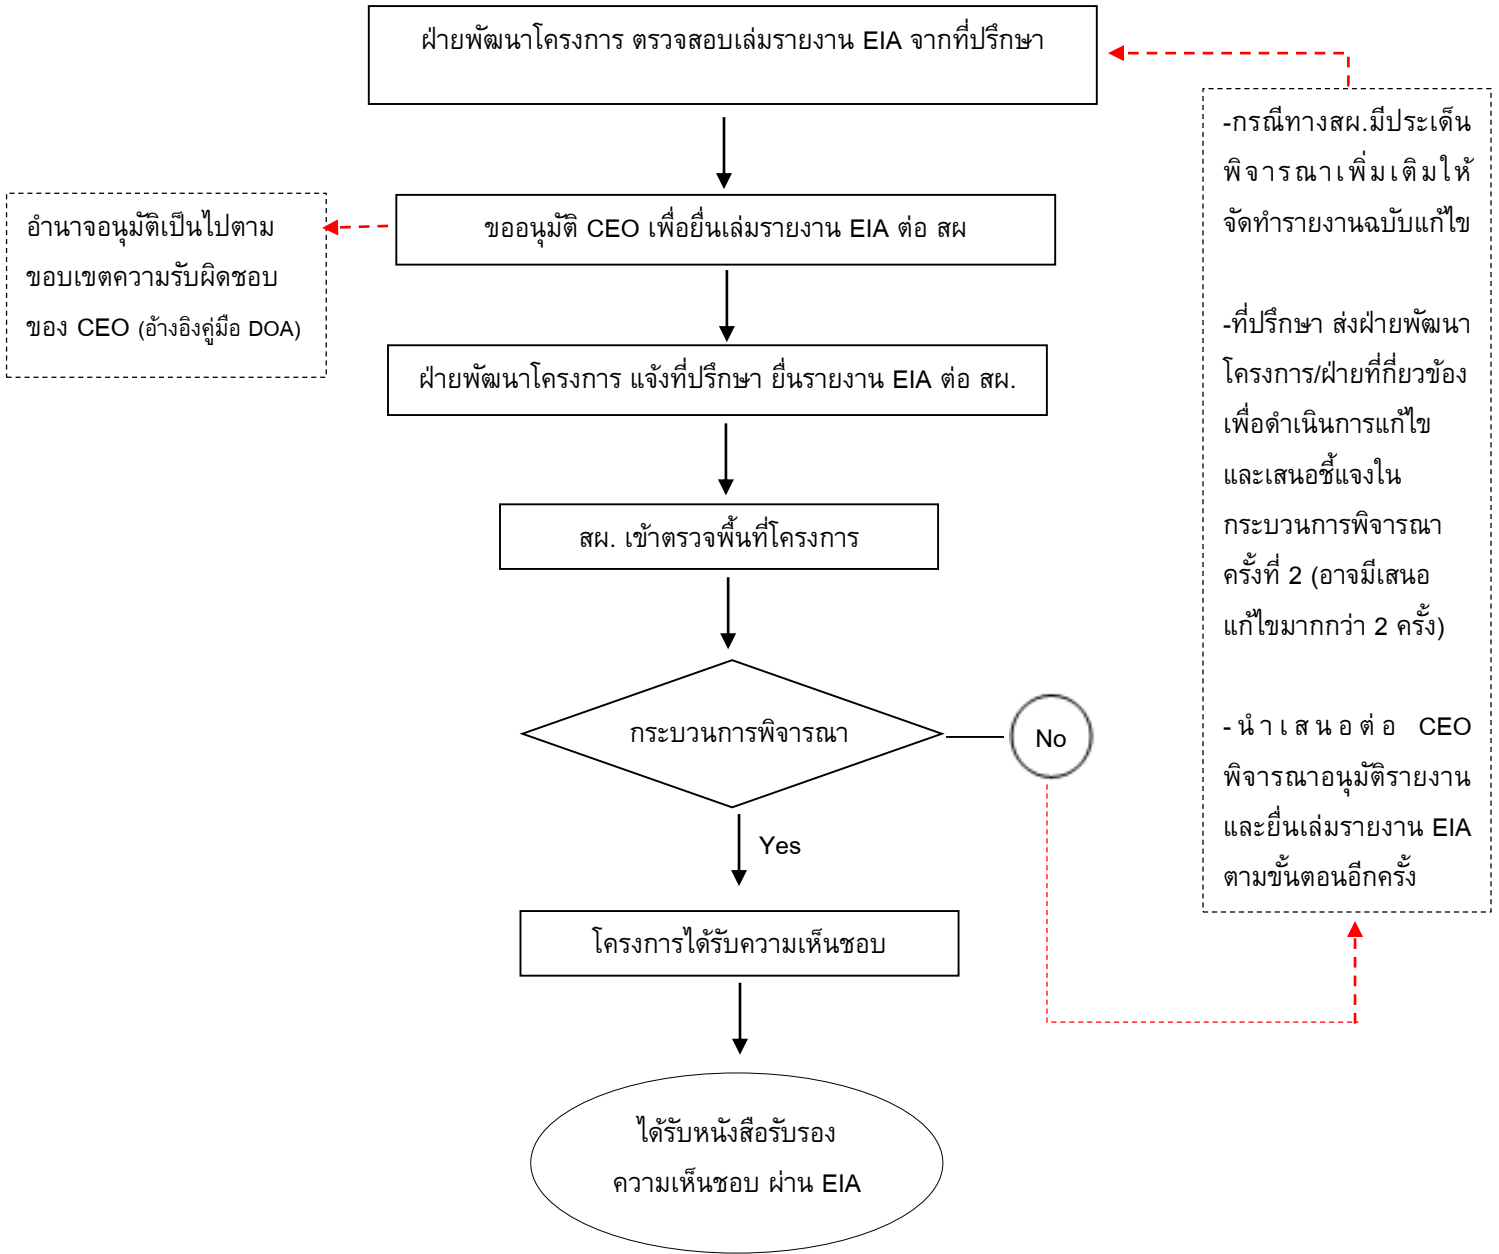 ฝ่ายพัฒนาโครงการ ตรวจสอบเล่มรายงาน EIA จากที่ปรึกษา
อำนาจอนุมัติเป็นไปตาม
ขอบเขตความรับผิดชอบ
ของ CEO (อ้างอิงคู่มือ DOA)
ขออนุมัติ CEO เพื่อยื่นเล่มรายงาน EIA ต่อ สผ
ฝ่ายพัฒนาโครงการ แจ้งที่ปรึกษา ยื่นรายงาน EIA ต่อ สผ.
สผ. เข้าตรวจพื้นที่โครงการ
กระบวนการพิจารณา
No
Yes
โครงการได้รับความเห็นชอบ
ได้รับหนังสือรับรอง
ความเห็นชอบ ผ่าน EIA
-กรณีทางสผ.มีประเด็น
พิจารณาเพิ่มเติมให้
จัดทำรายงานฉบับแก้ไข
-ที่ปรึกษา ส่งฝ่ายพัฒนา
โครงการ/ฝ่ายที่กี่ยวข้อง
เพื่อดำเนินการแก้ไข
และเสนอชี้แจงใน
กระบวนการพิจารณา
ครั้งที่ 2 (อาจมีเสนอ
แก้ไขมากกว่า 2 ครั้ง)
-นำเสนอต่อ CEO
พิจารณาอนุมัติรายงาน
และยื่นเล่มรายงาน EIA
ตามขั้นตอนอีกครั้ง